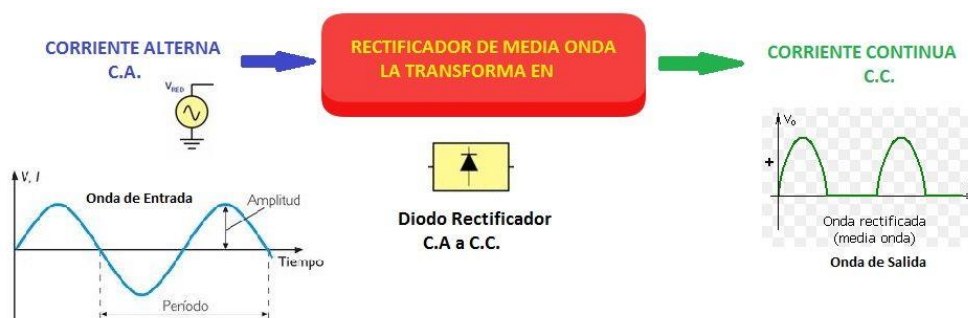 CORRIENTE ALTERNA
C.A.
RECTIFICADOR DE MEDIA ONDA
LA TRANSFORMA EN
CORRIENTE CONTINUA
C.C.
VRED
V, I
Onda de Entrada
Amplitud
Tiempo
Período
Diodo Rectificador
C.A a C.C.
Vo
+
Onda rectificada
(media onda)
Onda de Salida